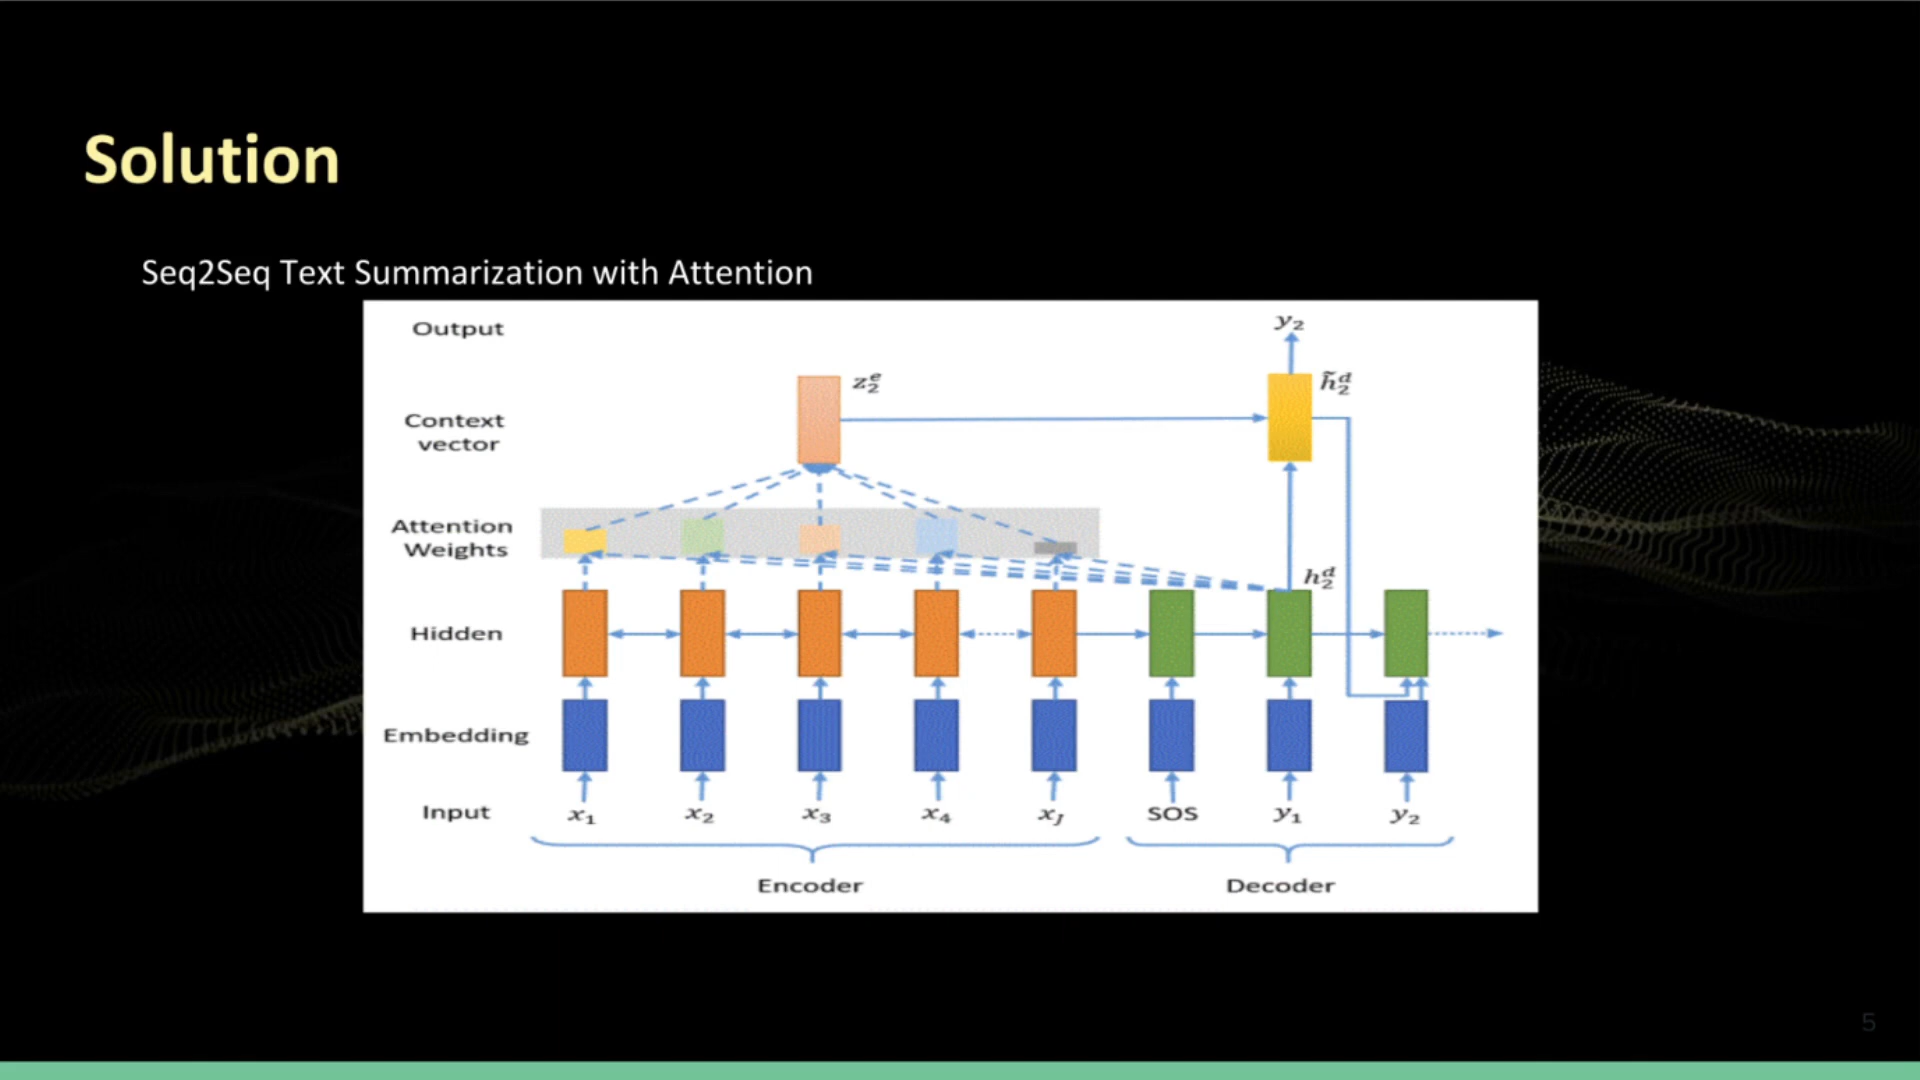 Solution
Seq2Seq Text Summarization with Attention
Output
y₂
z₂ᵉ
h̃₂ᵈ
Context
vector
Attention
Weights
h₂ᵈ
Hidden
Embedding
Input x₁ x₂ x₃ x₄ x_J SOS y₁ y₂
Encoder Decoder
5